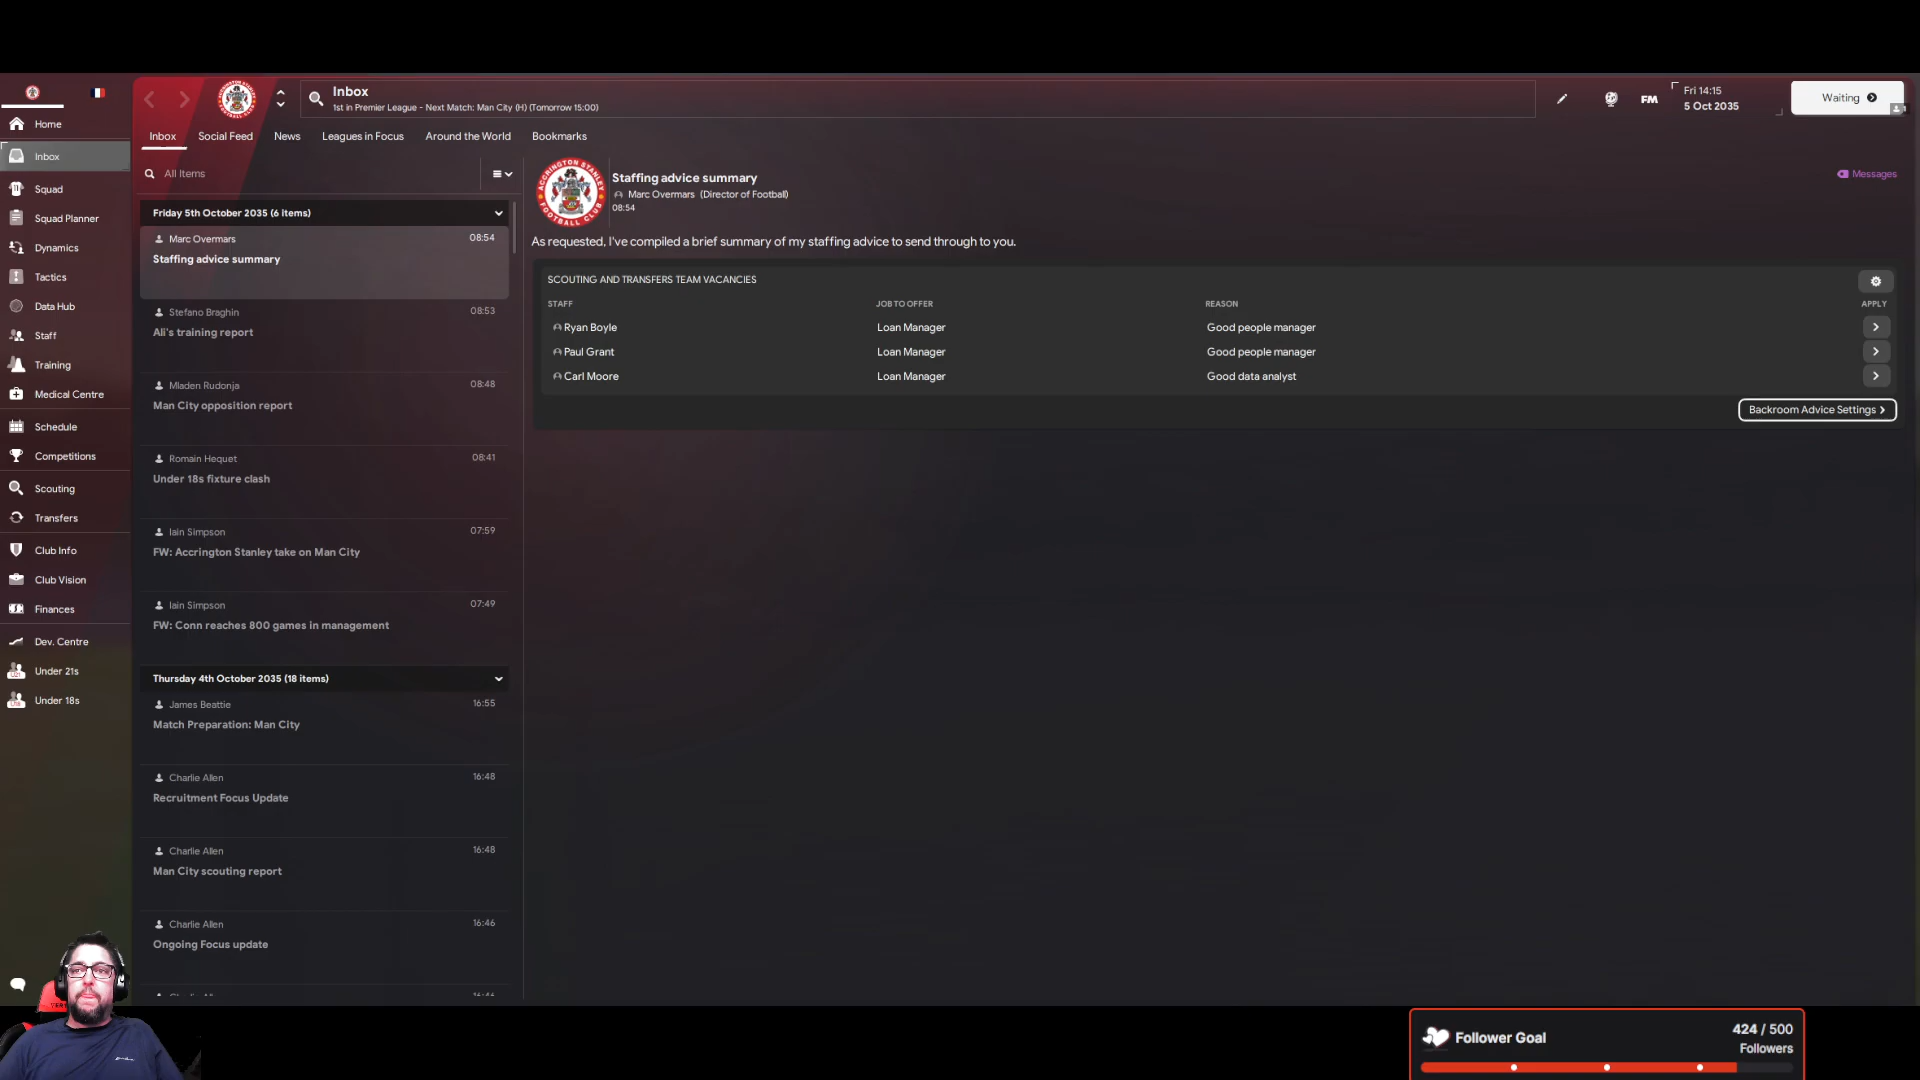 Inbox
1st in Premier League - Next Match: Man City (H) (Tomorrow 15:00)
FM
Fri 14:15
5 Oct 2035
Waiting
1
Home
Inbox
Squad
Squad Planner
Dynamics
Tactics
Data Hub
Staff
Training
Medical Centre
Schedule
Competitions
Scouting
Transfers
Club Info
Club Vision
Finances
Dev. Centre
Under 21s
Under 18s
Inbox
Social Feed
News
Leagues in Focus
Around the World
Bookmarks
All Items
Friday 5th October 2035 (6 items)
Marc Overmars 08:54
Staffing advice summary
Stefano Braghin 08:53
Ali's training report
Mladen Rudonja 08:48
Man City opposition report
Romain Hequet 08:41
Under 18s fixture clash
Iain Simpson 07:59
FW: Accrington Stanley take on Man City
Iain Simpson 07:49
FW: Conn reaches 800 games in management
Thursday 4th October 2035 (18 items)
James Beattie 16:55
Match Preparation: Man City
Charlie Allen 16:48
Recruitment Focus Update
Charlie Allen 16:48
Man City scouting report
Charlie Allen 16:46
Ongoing Focus update
ACCRINGTON STANLEY
FOOTBALL CLUB
Staffing advice summary
Marc Overmars (Director of Football)
08:54
Messages
As requested, I've compiled a brief summary of my staffing advice to send through to you.
SCOUTING AND TRANSFERS TEAM VACANCIES
STAFF JOB TO OFFER REASON APPLY
Ryan Boyle Loan Manager Good people manager
Paul Grant Loan Manager Good people manager
Carl Moore Loan Manager Good data analyst
Backroom Advice Settings
Follower Goal
424 / 500
Followers